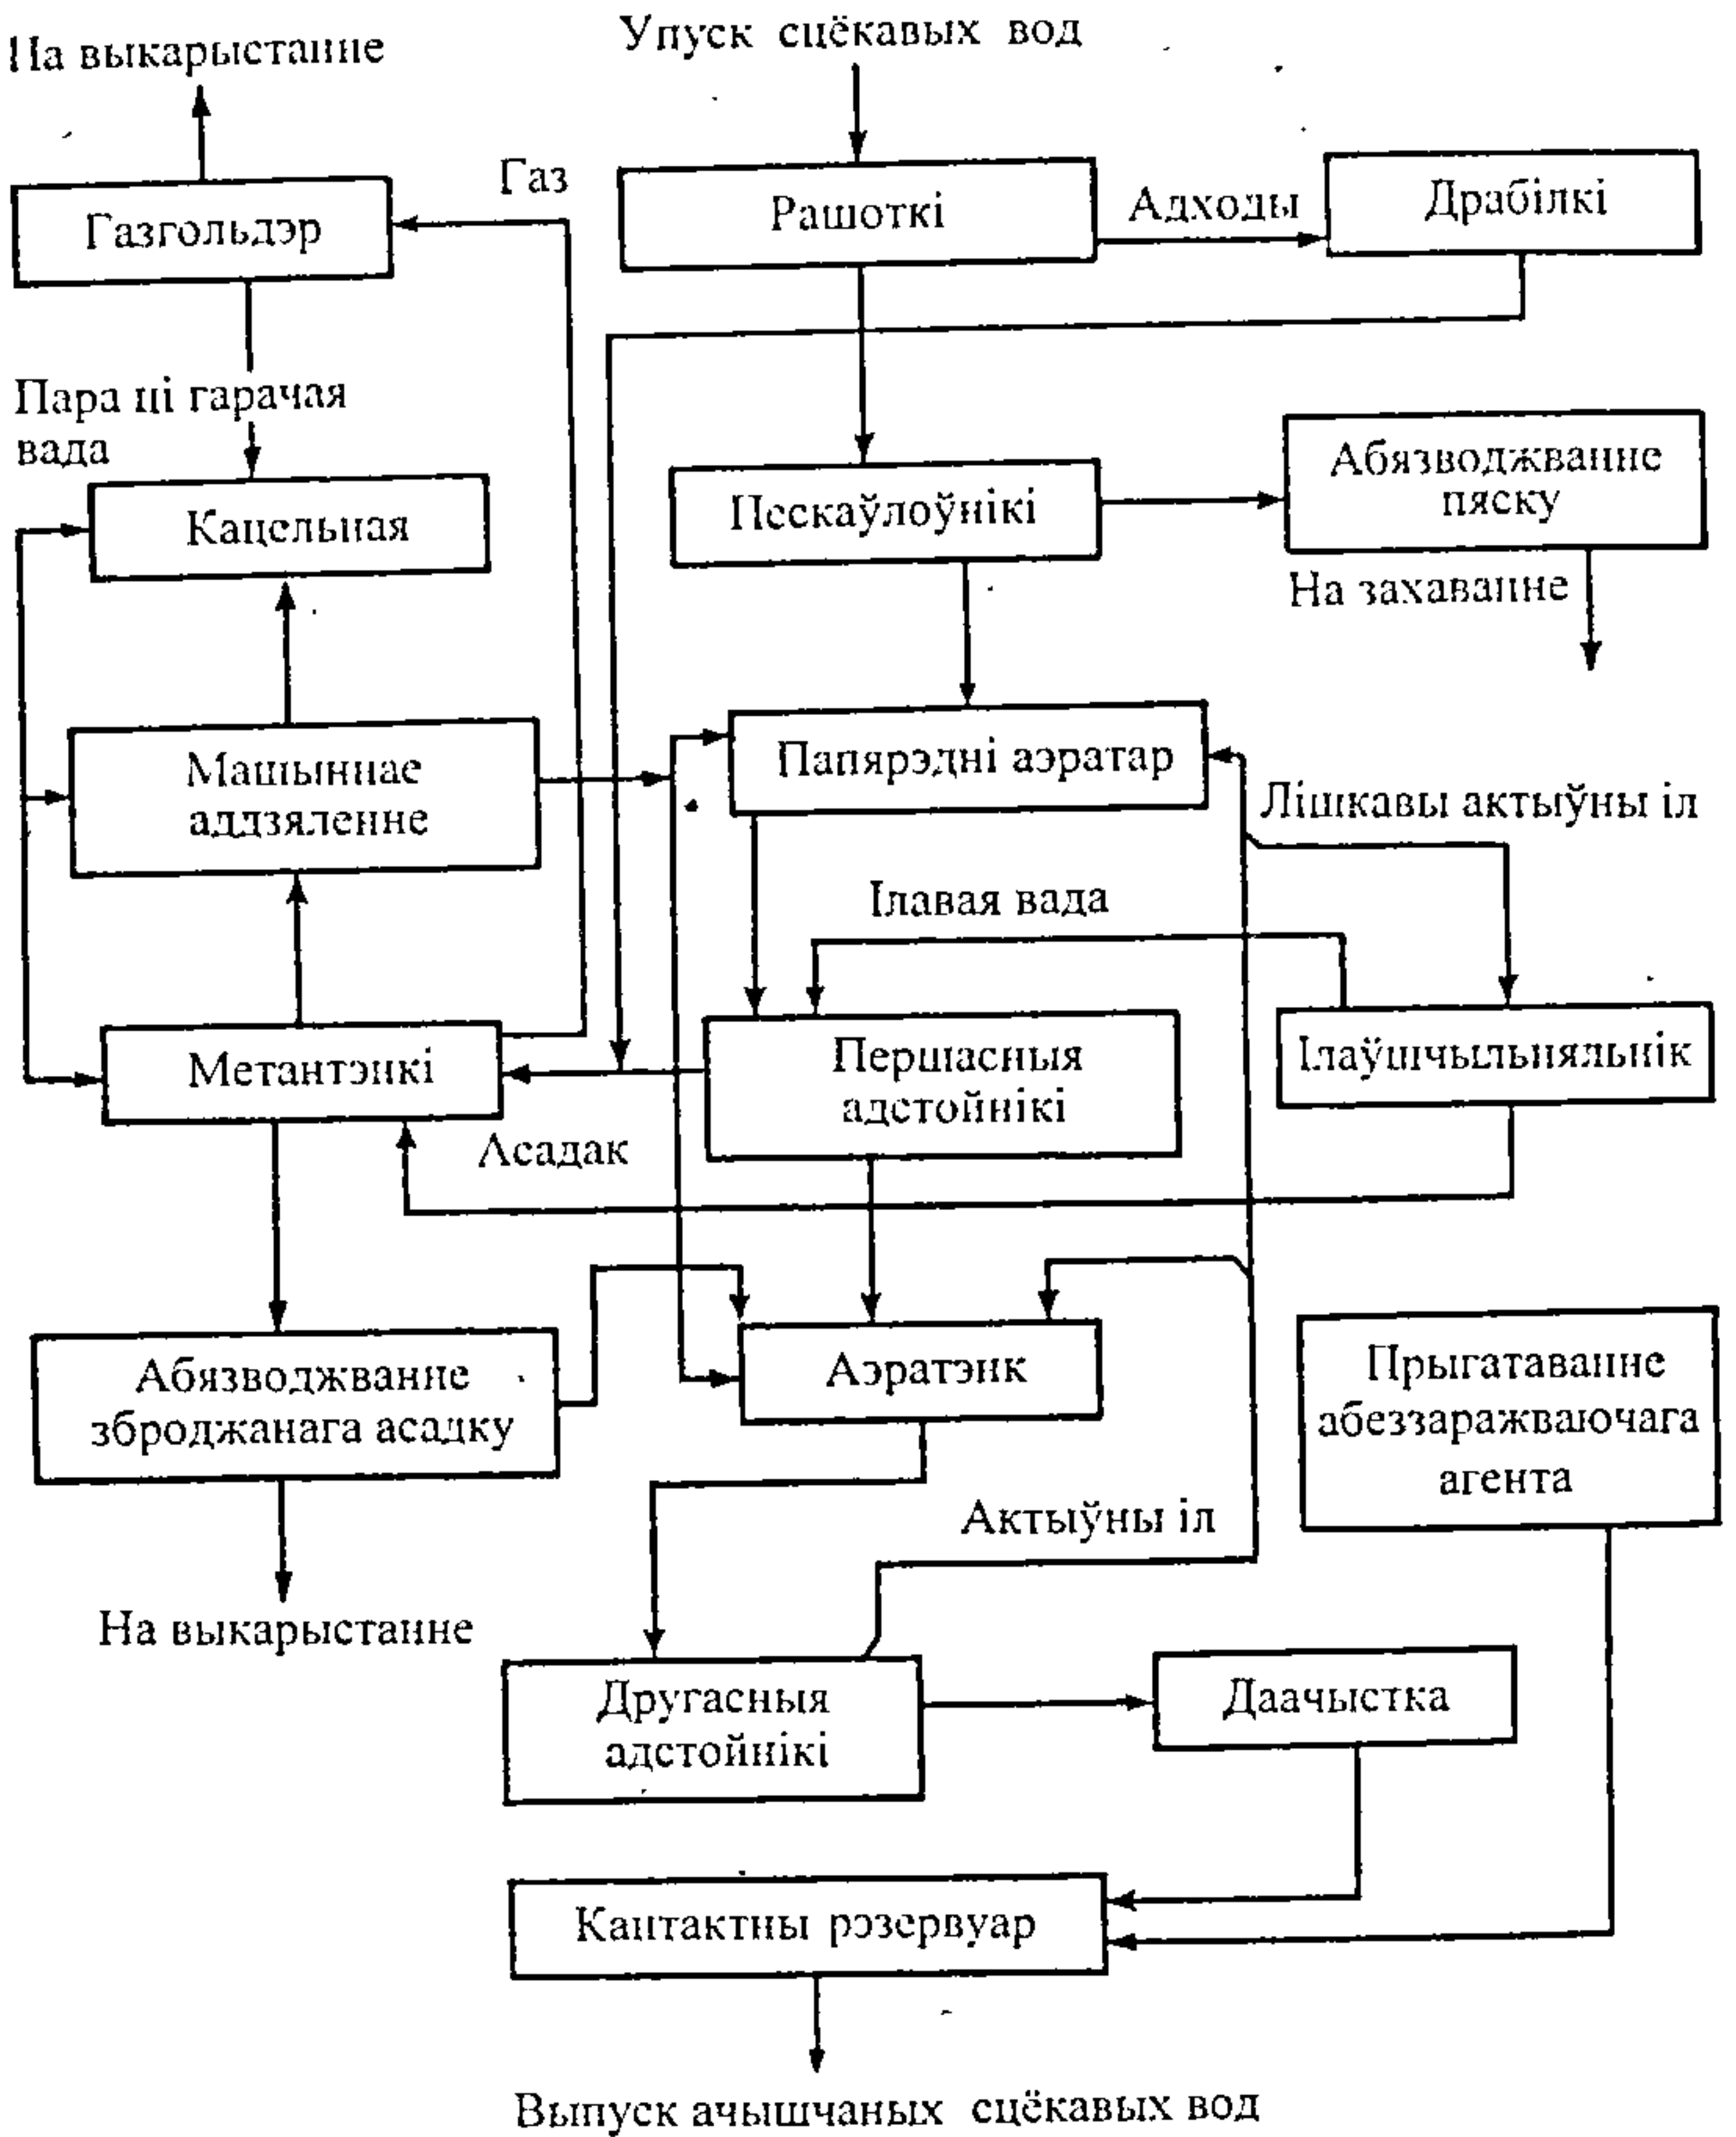 На выкарыстанне
Упуск сцёкавых вод
Газгольдэр
Газ
Рашоткі
Адходы
Драбілкі
Пара ці гарачая
вада
Кацельная
Пескаўлоўнікі
Абязводжванне
пяску
На захаванне
Машыннае
аддзяленне
Папярэдні аэратар
Лішкавы актыўны іл
Ілавая вада
Метантэнкі
Першасныя
адстойнікі
Ілаўшчыльняльнік
Асадак
Абязводжванне
зброджанага асадку
Аэратэнк
Прыгатаванне
абеззаражваючага
агента
Актыўны іл
На выкарыстанне
Другасныя
адстойнікі
Даачыстка
Кантактны рэзервуар
Выпуск ачышчаных сцёкавых вод